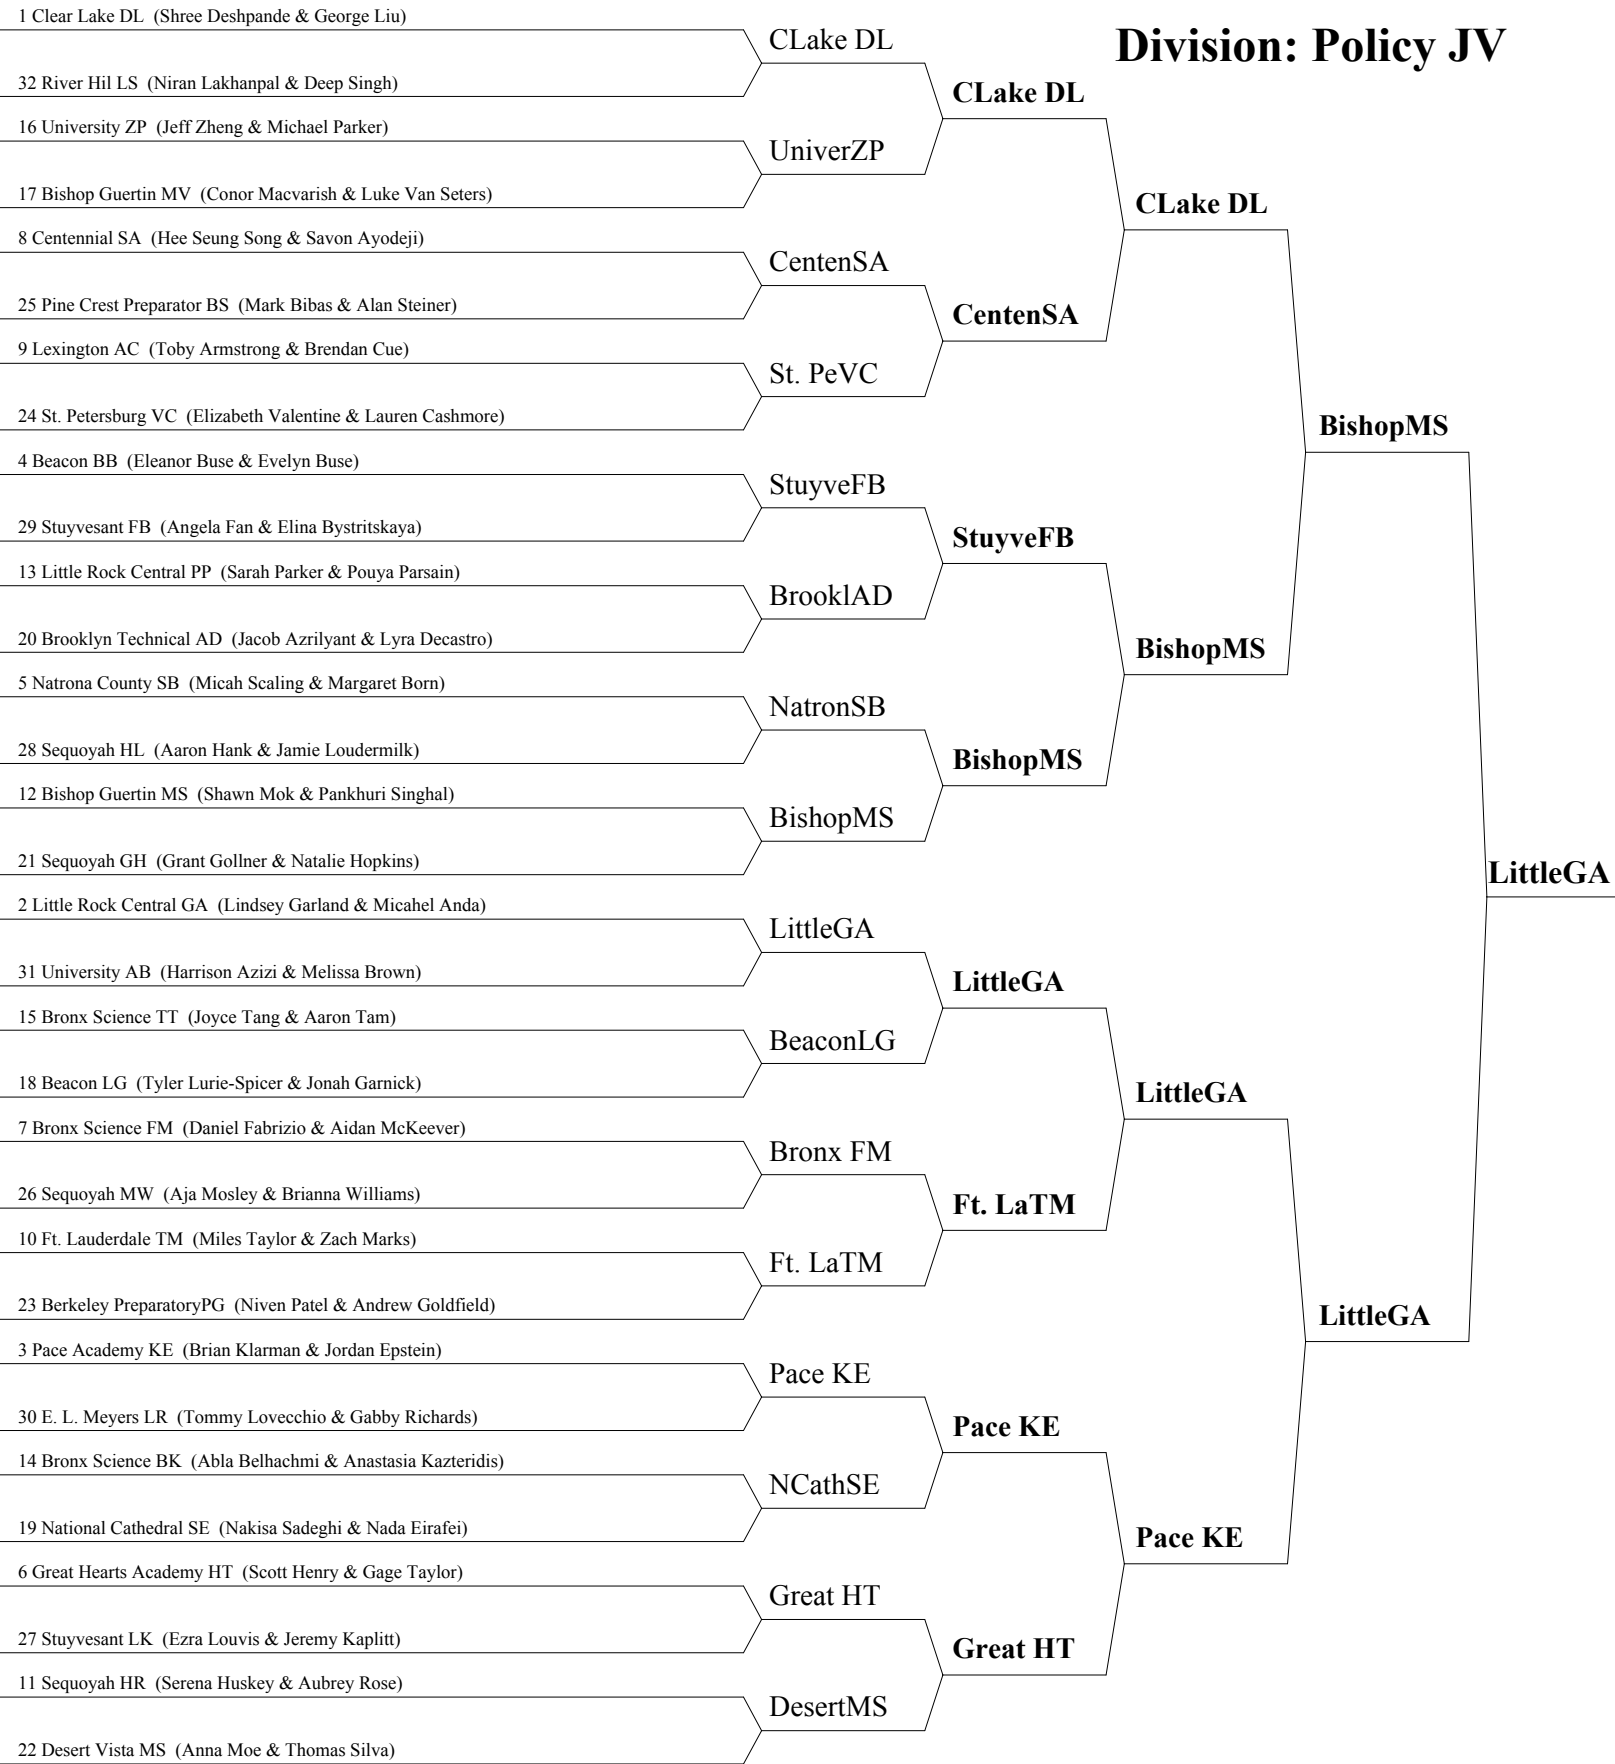 Division: Policy JV
1 Clear Lake DL (Shree Deshpande & George Liu)
CLake DL
32 River Hil LS (Niran Lakhanpal & Deep Singh)
CLake DL
16 University ZP (Jeff Zheng & Michael Parker)
UniverZP
17 Bishop Guertin MV (Conor Macvarish & Luke Van Seters)
CLake DL
8 Centennial SA (Hee Seung Song & Savon Ayodeji)
CentenSA
25 Pine Crest Preparator BS (Mark Bibas & Alan Steiner)
CentenSA
9 Lexington AC (Toby Armstrong & Brendan Cue)
St. PeVC
24 St. Petersburg VC (Elizabeth Valentine & Lauren Cashmore)
BishopMS
4 Beacon BB (Eleanor Buse & Evelyn Buse)
StuyveFB
29 Stuyvesant FB (Angela Fan & Elina Bystritskaya)
StuyveFB
13 Little Rock Central PP (Sarah Parker & Pouya Parsain)
BrooklAD
20 Brooklyn Technical AD (Jacob Azrilyant & Lyra Decastro)
BishopMS
5 Natrona County SB (Micah Scaling & Margaret Born)
NatronSB
28 Sequoyah HL (Aaron Hank & Jamie Loudermilk)
BishopMS
12 Bishop Guertin MS (Shawn Mok & Pankhuri Singhal)
BishopMS
21 Sequoyah GH (Grant Gollner & Natalie Hopkins)
LittleGA
2 Little Rock Central GA (Lindsey Garland & Micahel Anda)
LittleGA
31 University AB (Harrison Azizi & Melissa Brown)
LittleGA
15 Bronx Science TT (Joyce Tang & Aaron Tam)
BeaconLG
18 Beacon LG (Tyler Lurie-Spicer & Jonah Garnick)
LittleGA
7 Bronx Science FM (Daniel Fabrizio & Aidan McKeever)
Bronx FM
26 Sequoyah MW (Aja Mosley & Brianna Williams)
Ft. LaTM
10 Ft. Lauderdale TM (Miles Taylor & Zach Marks)
Ft. LaTM
23 Berkeley PreparatoryPG (Niven Patel & Andrew Goldfield)
LittleGA
3 Pace Academy KE (Brian Klarman & Jordan Epstein)
Pace KE
30 E. L. Meyers LR (Tommy Lovecchio & Gabby Richards)
Pace KE
14 Bronx Science BK (Abla Belhachmi & Anastasia Kazteridis)
NCathSE
19 National Cathedral SE (Nakisa Sadeghi & Nada Eirafei)
Pace KE
6 Great Hearts Academy HT (Scott Henry & Gage Taylor)
Great HT
27 Stuyvesant LK (Ezra Louvis & Jeremy Kaplitt)
Great HT
11 Sequoyah HR (Serena Huskey & Aubrey Rose)
DesertMS
22 Desert Vista MS (Anna Moe & Thomas Silva)